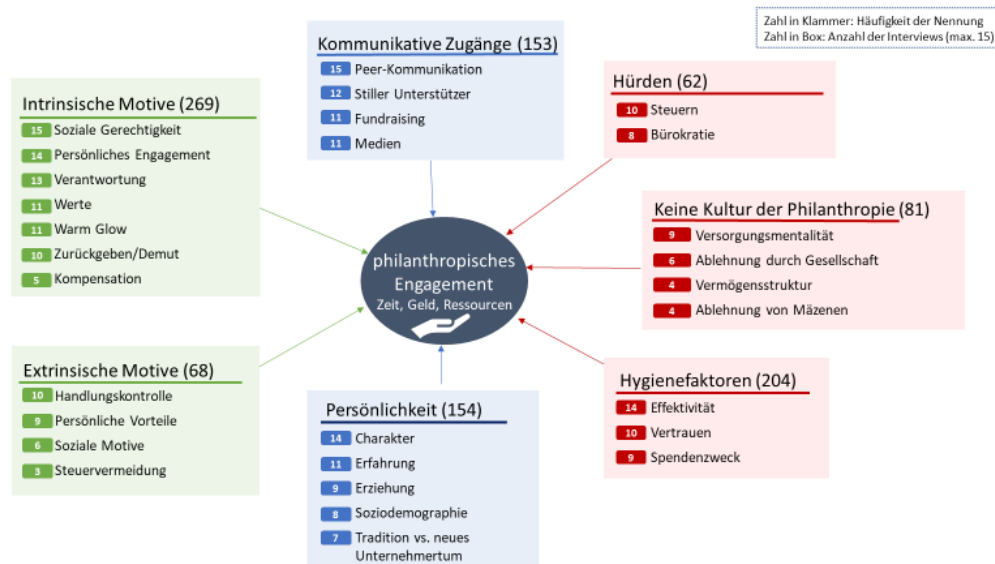 Zahl in Klammer: Häufigkeit der Nennung
Zahl in Box: Anzahl der Interviews (max. 15)
Kommunikative Zugänge (153)
15 Peer-Kommunikation
12 Stiller Unterstützer
11 Fundraising
11 Medien
Intrinsische Motive (269)
15 Soziale Gerechtigkeit
14 Persönliches Engagement
13 Verantwortung
11 Werte
11 Warm Glow
10 Zurückgeben/Demut
5 Kompensation
Hürden (62)
10 Steuern
8 Bürokratie
Keine Kultur der Philanthropie (81)
9 Versorgungsmentalität
6 Ablehnung durch Gesellschaft
4 Vermögensstruktur
4 Ablehnung von Mäzenen
philanthropisches
Engagement
Zeit, Geld, Ressourcen
Extrinsische Motive (68)
10 Handlungskontrolle
9 Persönliche Vorteile
6 Soziale Motive
3 Steuervermeidung
Persönlichkeit (154)
14 Charakter
11 Erfahrung
9 Erziehung
8 Soziodemographie
7 Tradition vs. neues
Unternehmertum
Hygienefaktoren (204)
14 Effektivität
10 Vertrauen
9 Spendenzweck